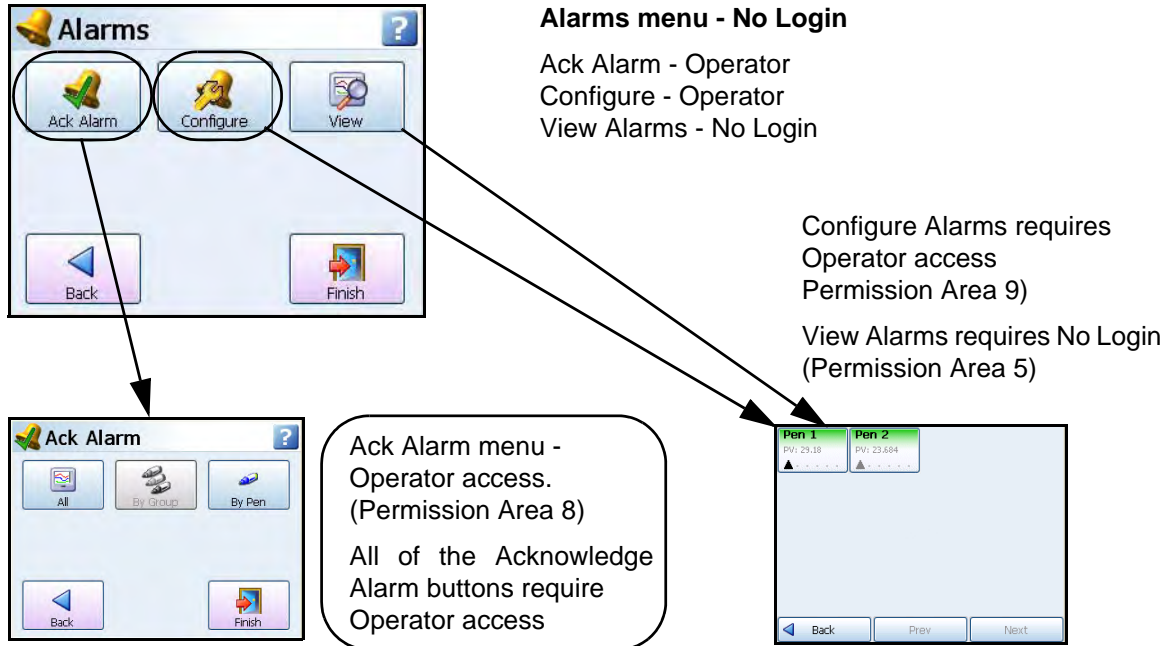 Alarms
?
Ack Alarm
Configure
View
Back
Finish
Alarms menu - No Login
Ack Alarm - Operator
Configure - Operator
View Alarms - No Login
Configure Alarms requires
Operator access
Permission Area 9)
View Alarms requires No Login
(Permission Area 5)
Ack Alarm
?
All
By Group
By Pen
Back
Finish
Ack Alarm menu -
Operator access.
(Permission Area 8)
All of the Acknowledge
Alarm buttons require
Operator access
Pen 1
PV: 29.18
Pen 2
PV: 23.684
Back
Prev
Next